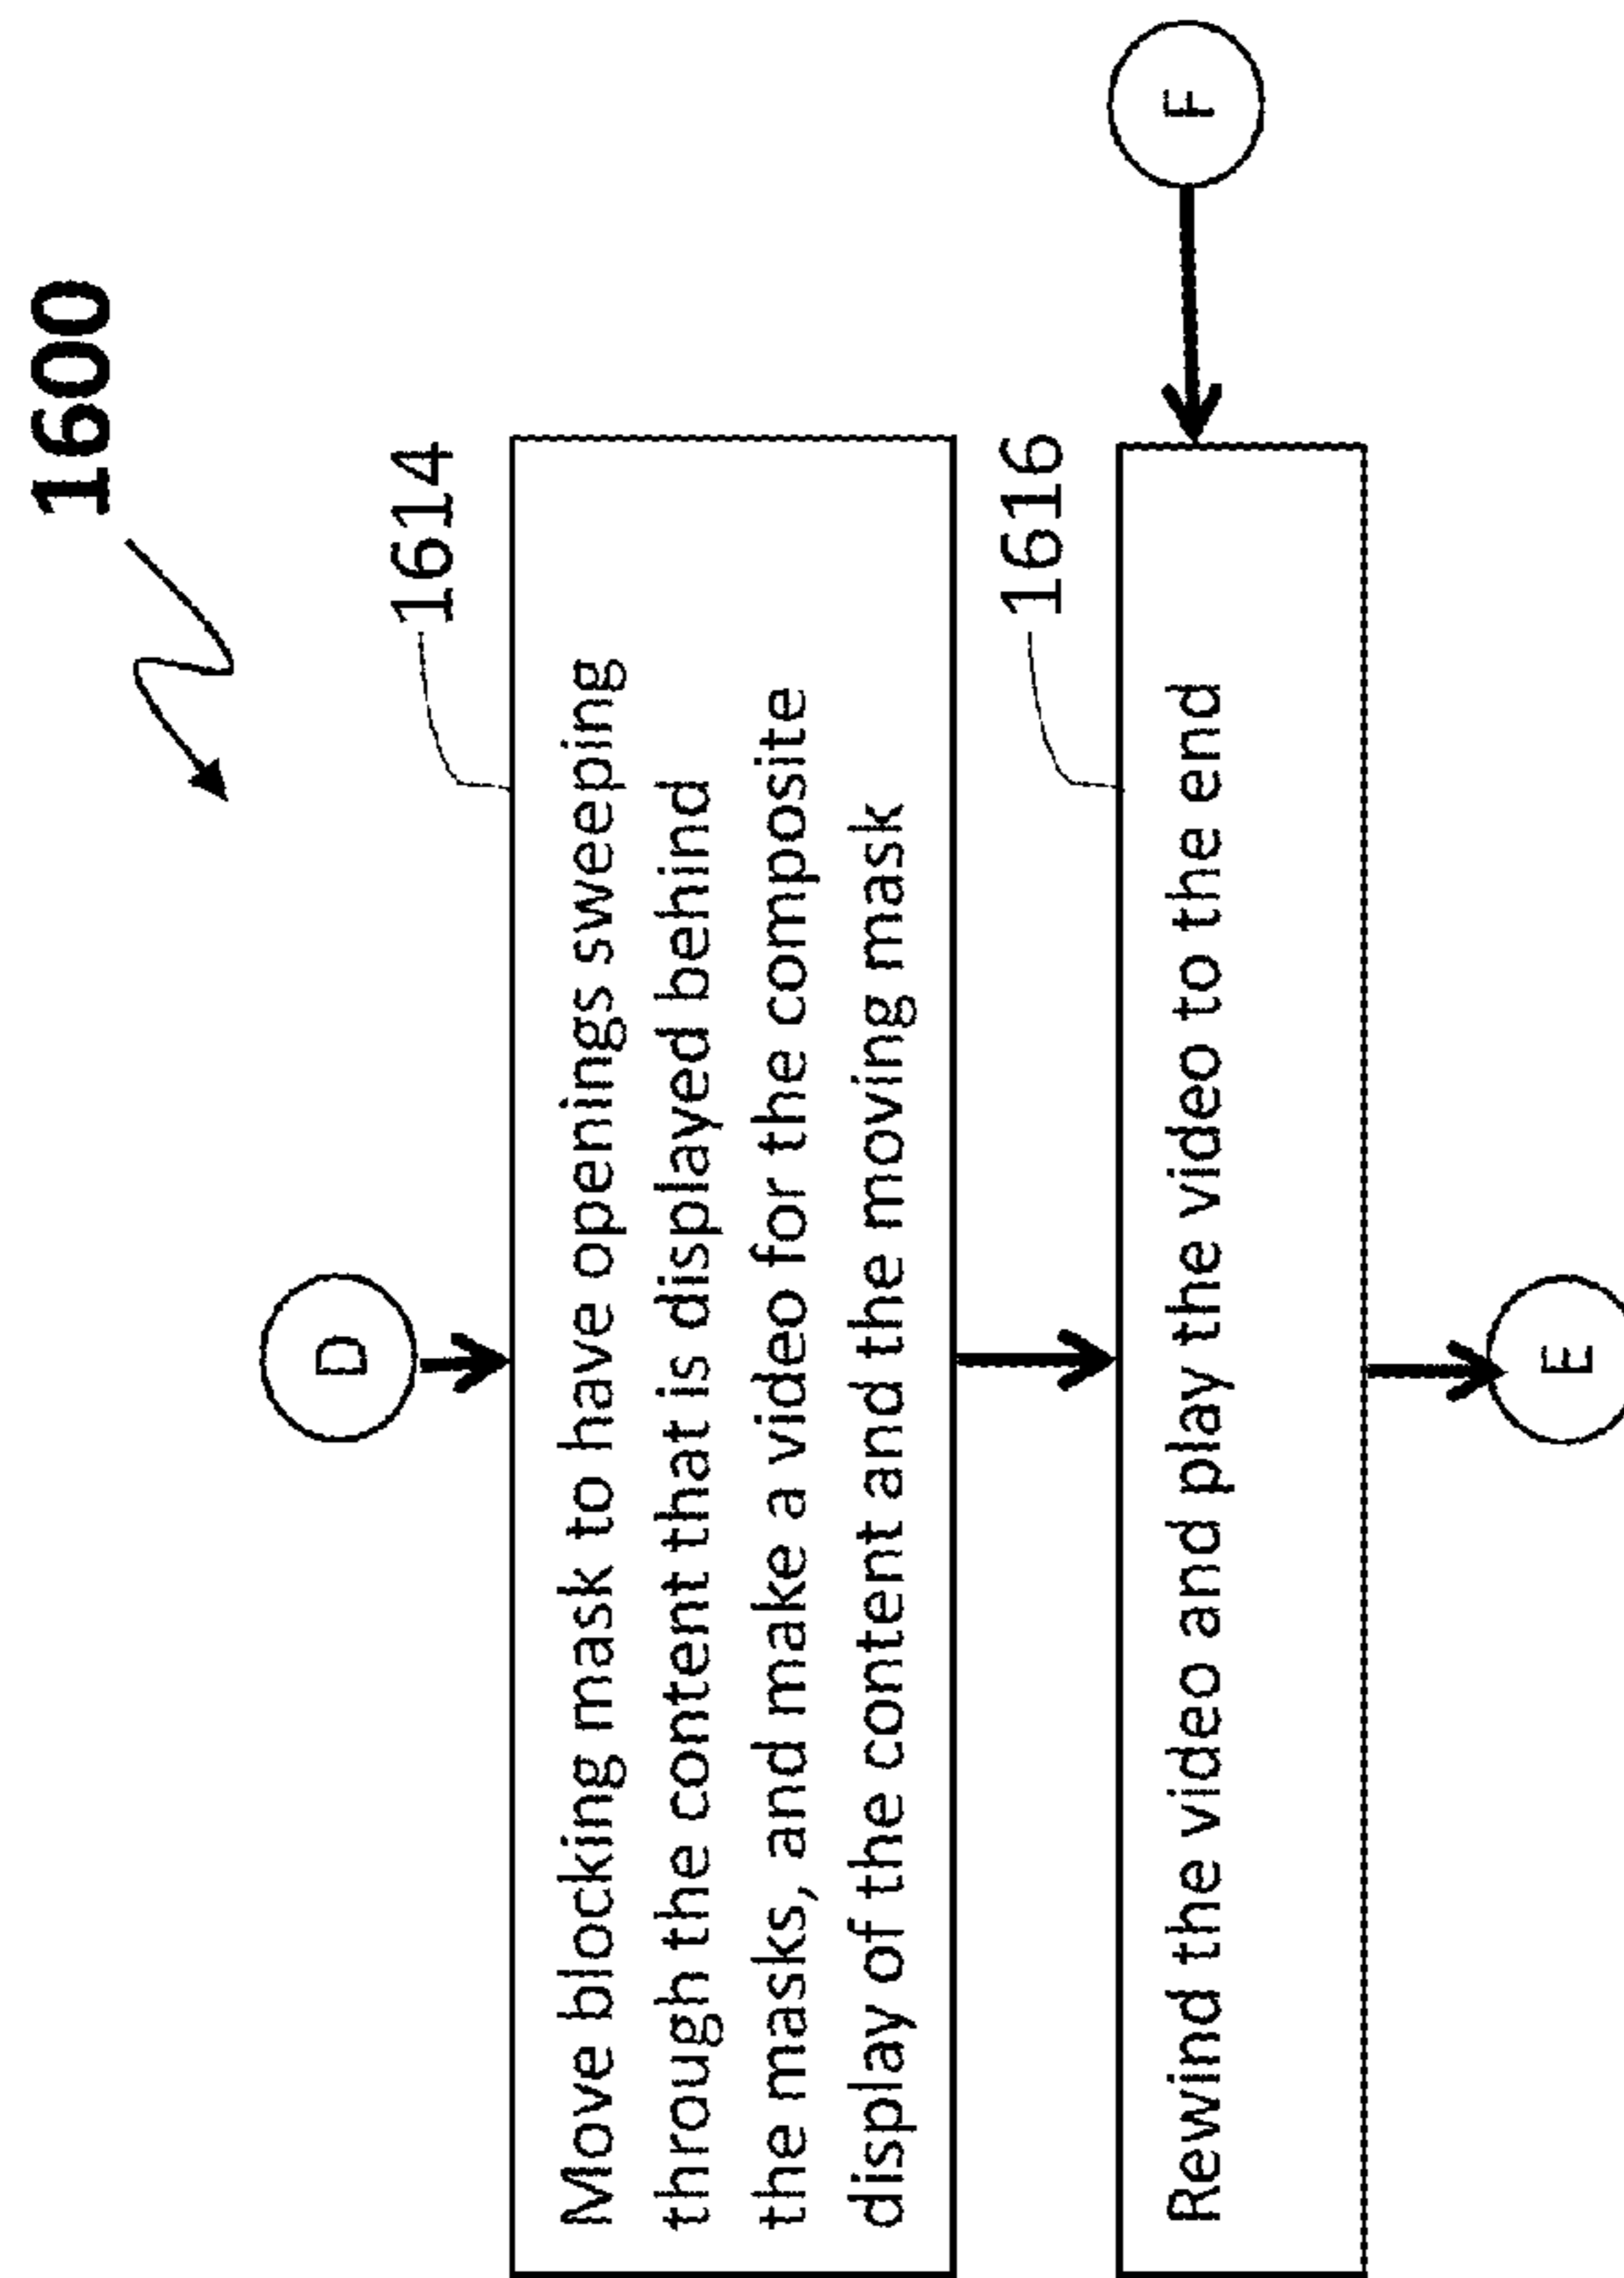 1600
D
1614
Move blocking mask to have openings sweeping
through the content that is displayed behind
the masks, and make a video for the composite
display of the content and the moving mask
1616
Rewind the video and play the video to the end
F
E